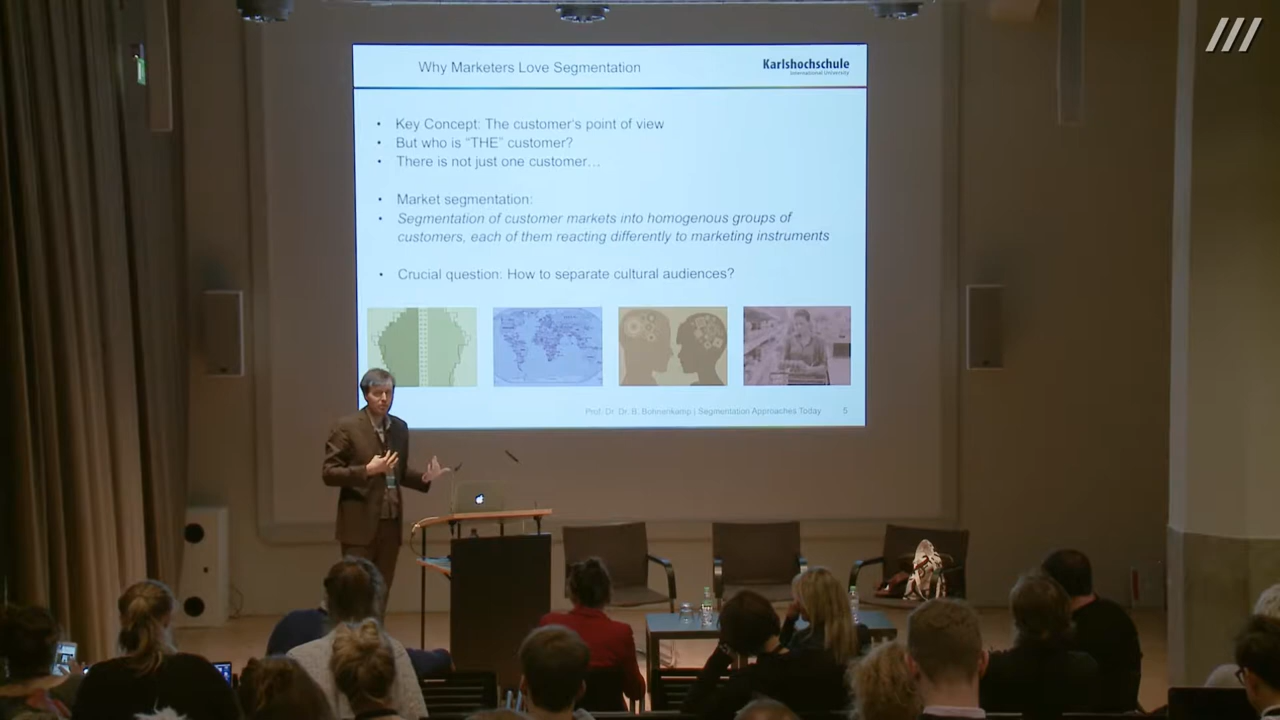 Why Marketers Love Segmentation
Karlshochschule
International University
• Key Concept: The customer's point of view
• But who is "THE" customer?
• There is not just one customer…
• Market segmentation:
• Segmentation of customer markets into homogenous groups of
customers, each of them reacting differently to marketing instruments
• Crucial question: How to separate cultural audiences?
Prof. Dr. Dr. B. Bohnenkamp | Segmentation Approaches Today 5